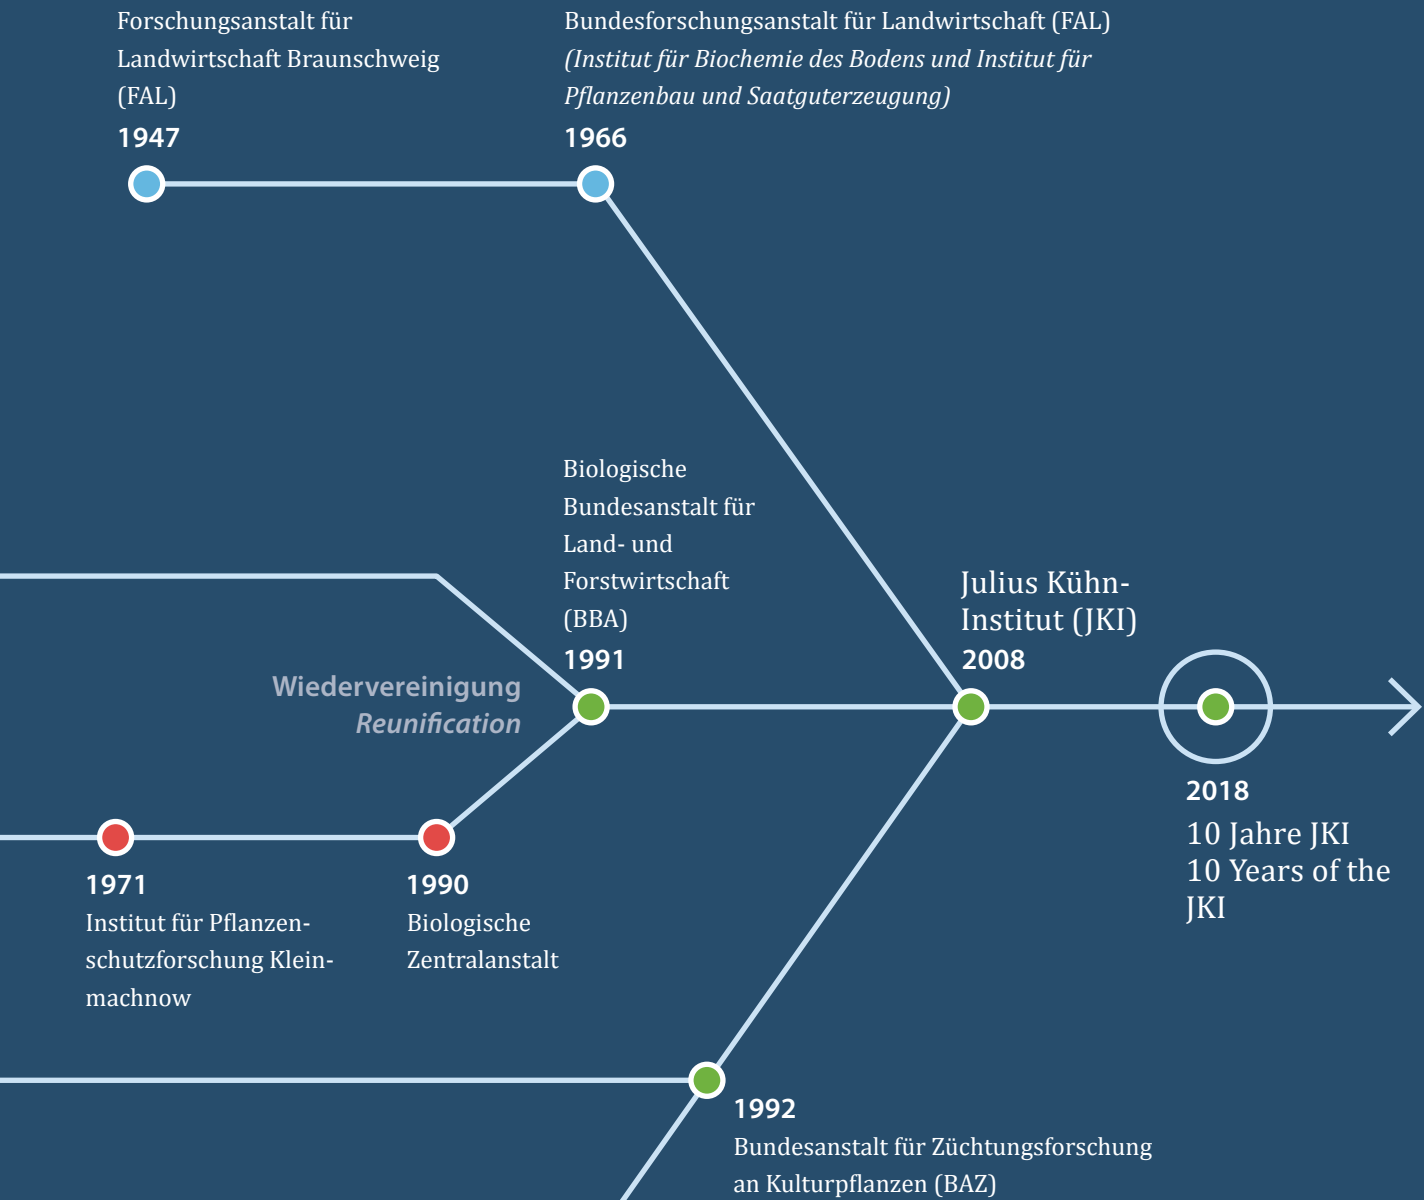 Forschungsanstalt für
Landwirtschaft Braunschweig
(FAL)
1947
Bundesforschungsanstalt für Landwirtschaft (FAL)
(Institut für Biochemie des Bodens und Institut für
Pflanzenbau und Saatguterzeugung)
1966
Biologische
Bundesanstalt für
Land- und
Forstwirtschaft
(BBA)
1991
Wiedervereinigung
Reunification
Julius Kühn-
Institut (JKI)
2008
2018
10 Jahre JKI
10 Years of the
JKI
1971
Institut für Pflanzen-
schutzforschung Klein-
machnow
1990
Biologische
Zentralanstalt
1992
Bundesanstalt für Züchtungsforschung
an Kulturpflanzen (BAZ)